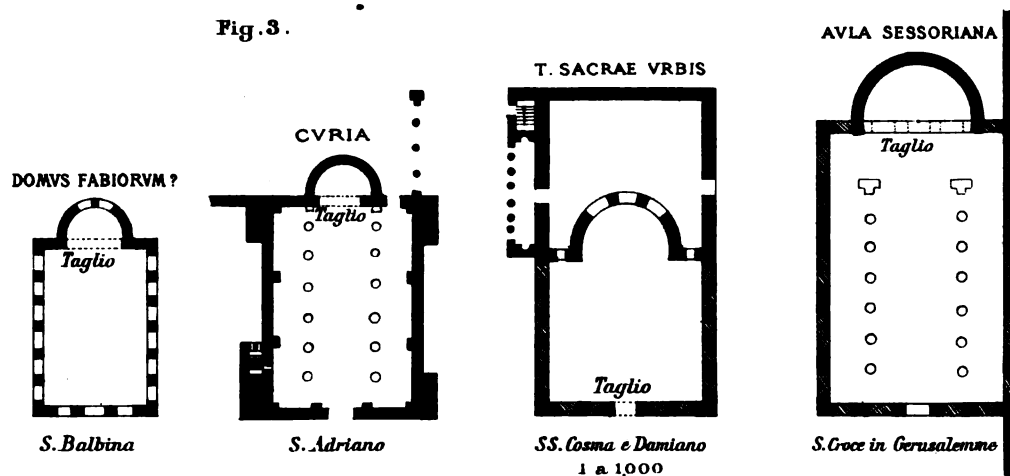 Fig. 3.
DOMVS FABIORVM?
Taglio
S. Balbina
CVRIA
Taglio
S. Adriano
T. SACRAE VRBIS
Taglio
SS. Cosma e Damiano
1 a 1,000
AVLA SESSORIANA
Taglio
S. Croce in Gerusalemme